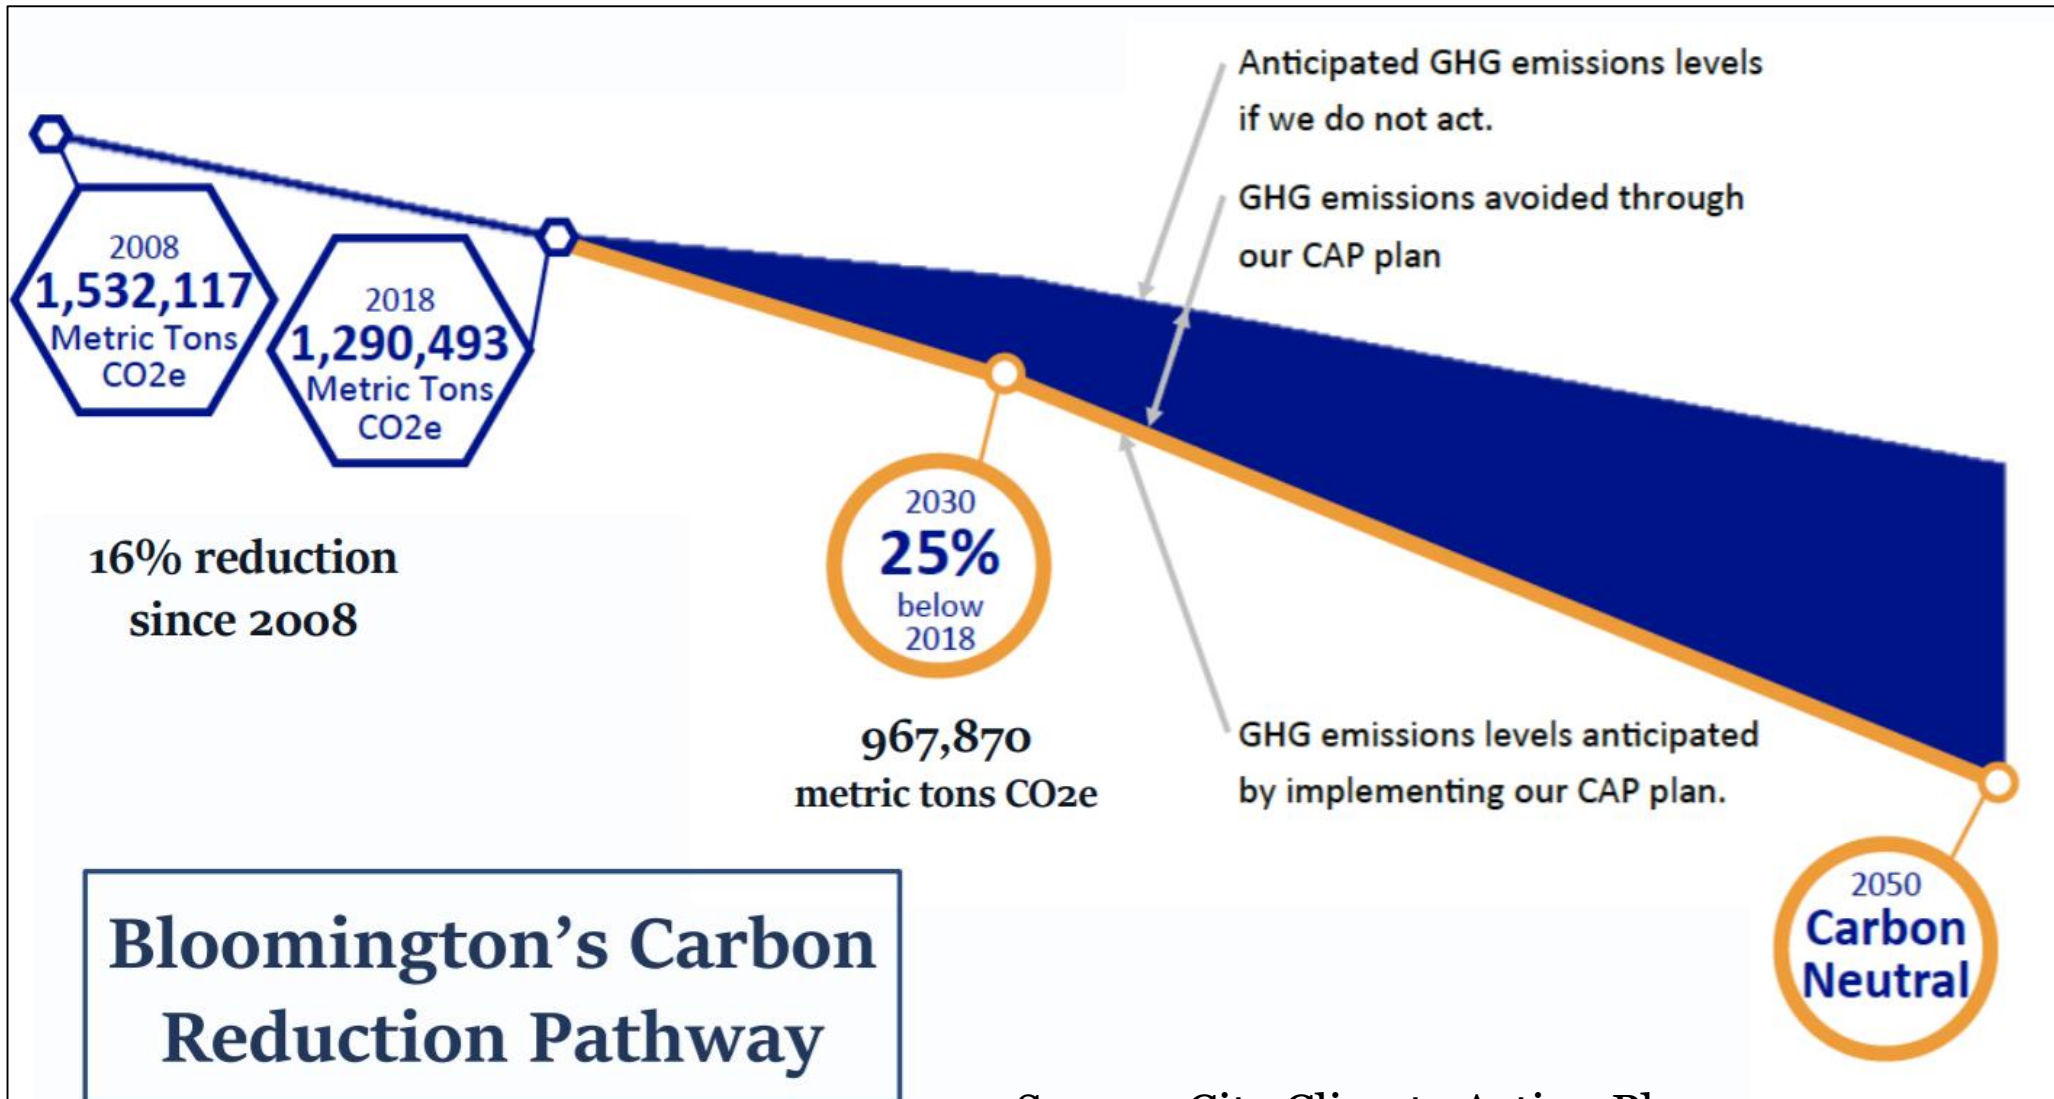 Anticipated GHG emissions levels
if we do not act.
GHG emissions avoided through
our CAP plan
2008
1,532,117
Metric Tons
CO2e
2018
1,290,493
Metric Tons
CO2e
16% reduction
since 2008
2030
25%
below
2018
967,870
metric tons CO2e
GHG emissions levels anticipated
by implementing our CAP plan.
2050
Carbon
Neutral
Bloomington’s Carbon
Reduction Pathway
City Climate Action